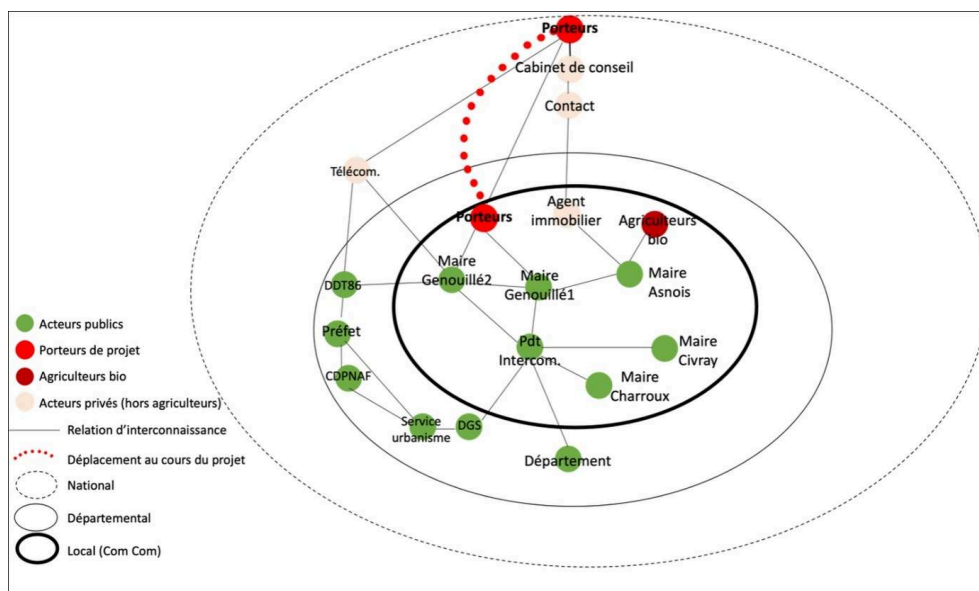 Porteurs
Cabinet de conseil
Contact
Télécom.
Porteurs
Agent
immobilier
Agriculteurs
bio
Maire
Genouillé2
Maire
Genouillé1
Maire
Asnois
DDT86
Préfet
CDPNAF
Pdt
Intercom.
Maire
Civray
Maire
Charroux
Service
urbanisme
DGS
Département
Acteurs publics
Porteurs de projet
Agriculteurs bio
Acteurs privés (hors agriculteurs)
Relation d'interconnaissance
Déplacement au cours du projet
National
Départemental
Local (Com Com)